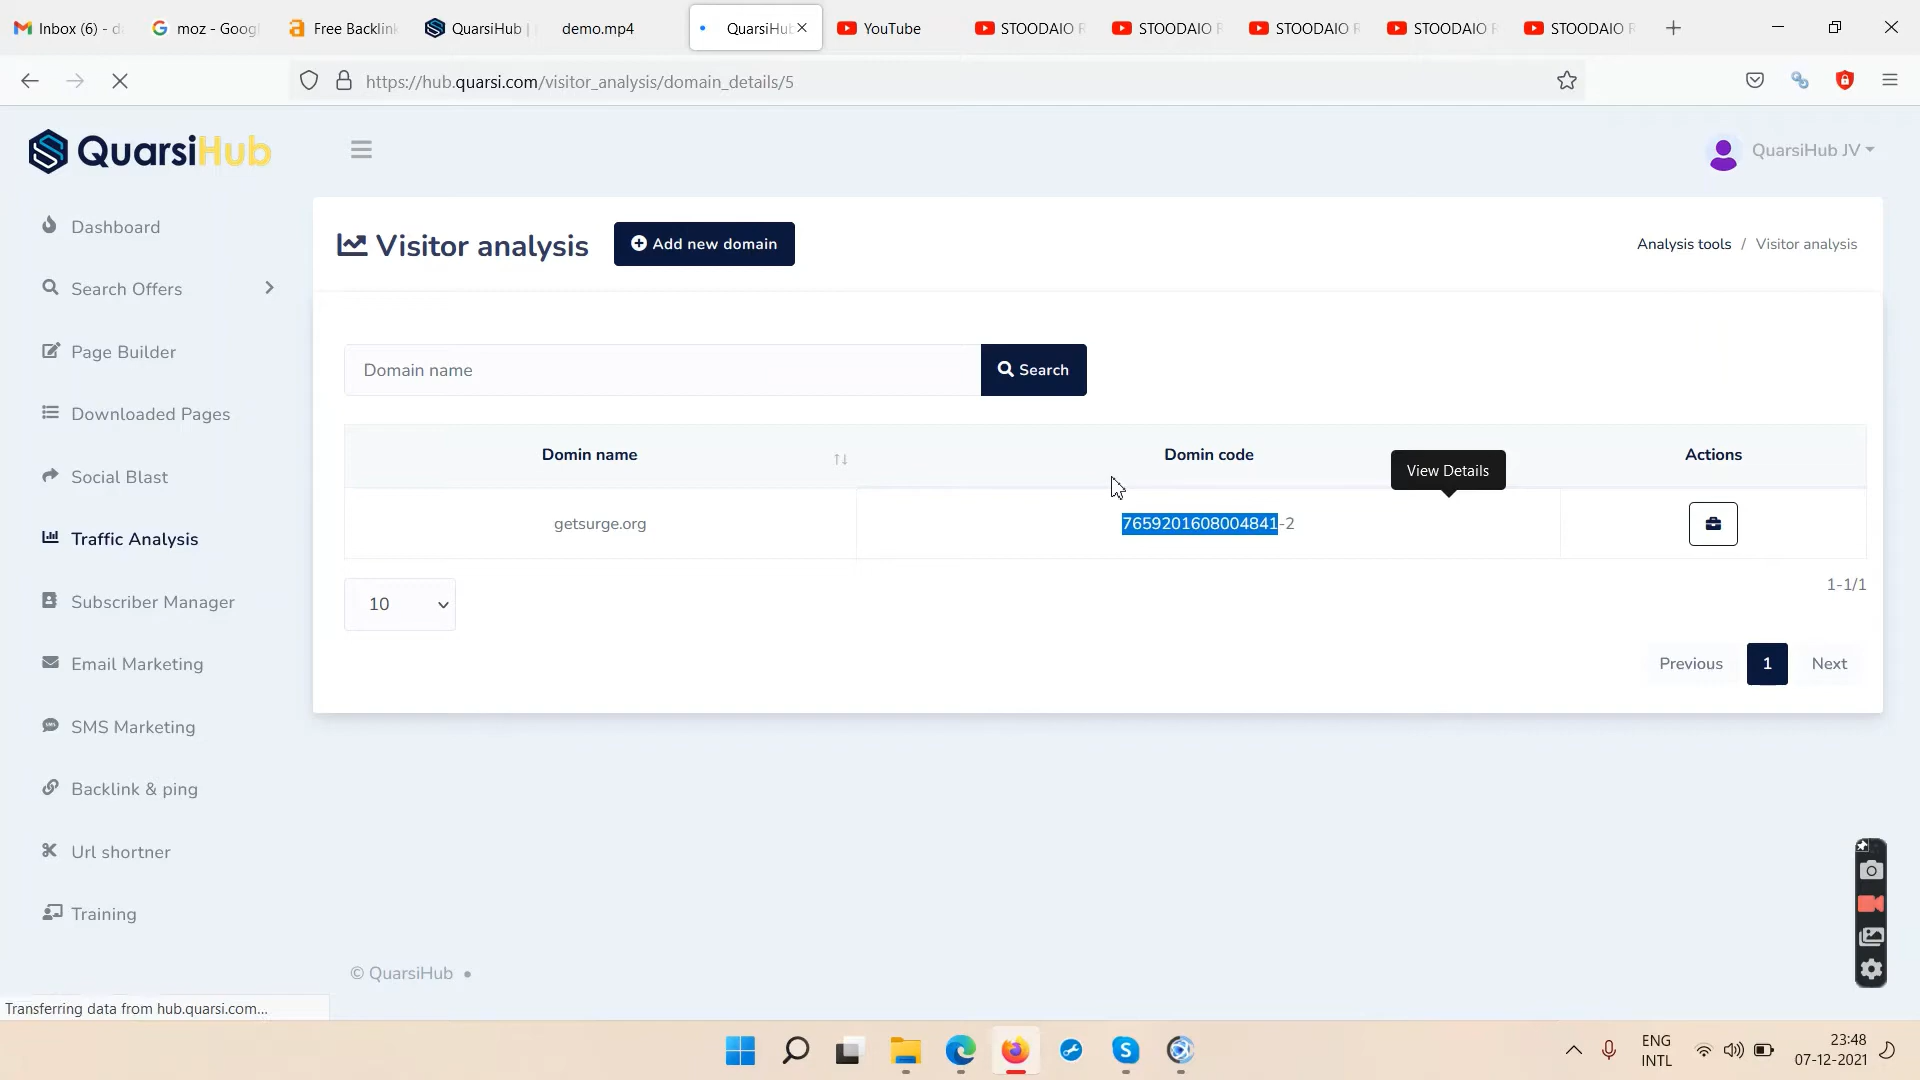 Inbox (6) - d
moz - Goog
Free Backlink
QuarsiHub |
demo.mp4
QuarsiHub
YouTube
STOODAIO R
STOODAIO R
STOODAIO R
STOODAIO R
STOODAIO R
https://hub.quarsi.com/visitor_analysis/domain_details/5
QuarsiHub
QuarsiHub JV
Dashboard
Search Offers
Page Builder
Downloaded Pages
Social Blast
Traffic Analysis
Subscriber Manager
Email Marketing
SMS Marketing
Backlink & ping
Url shortner
Training
Visitor analysis
Add new domain
Analysis tools / Visitor analysis
Domain name
Search
Domin name
Domin code
Actions
View Details
getsurge.org
7659201608004841-2
10
1-1/1
Previous
1
Next
© QuarsiHub •
Transferring data from hub.quarsi.com...
ENG
INTL
23:48
07-12-2021